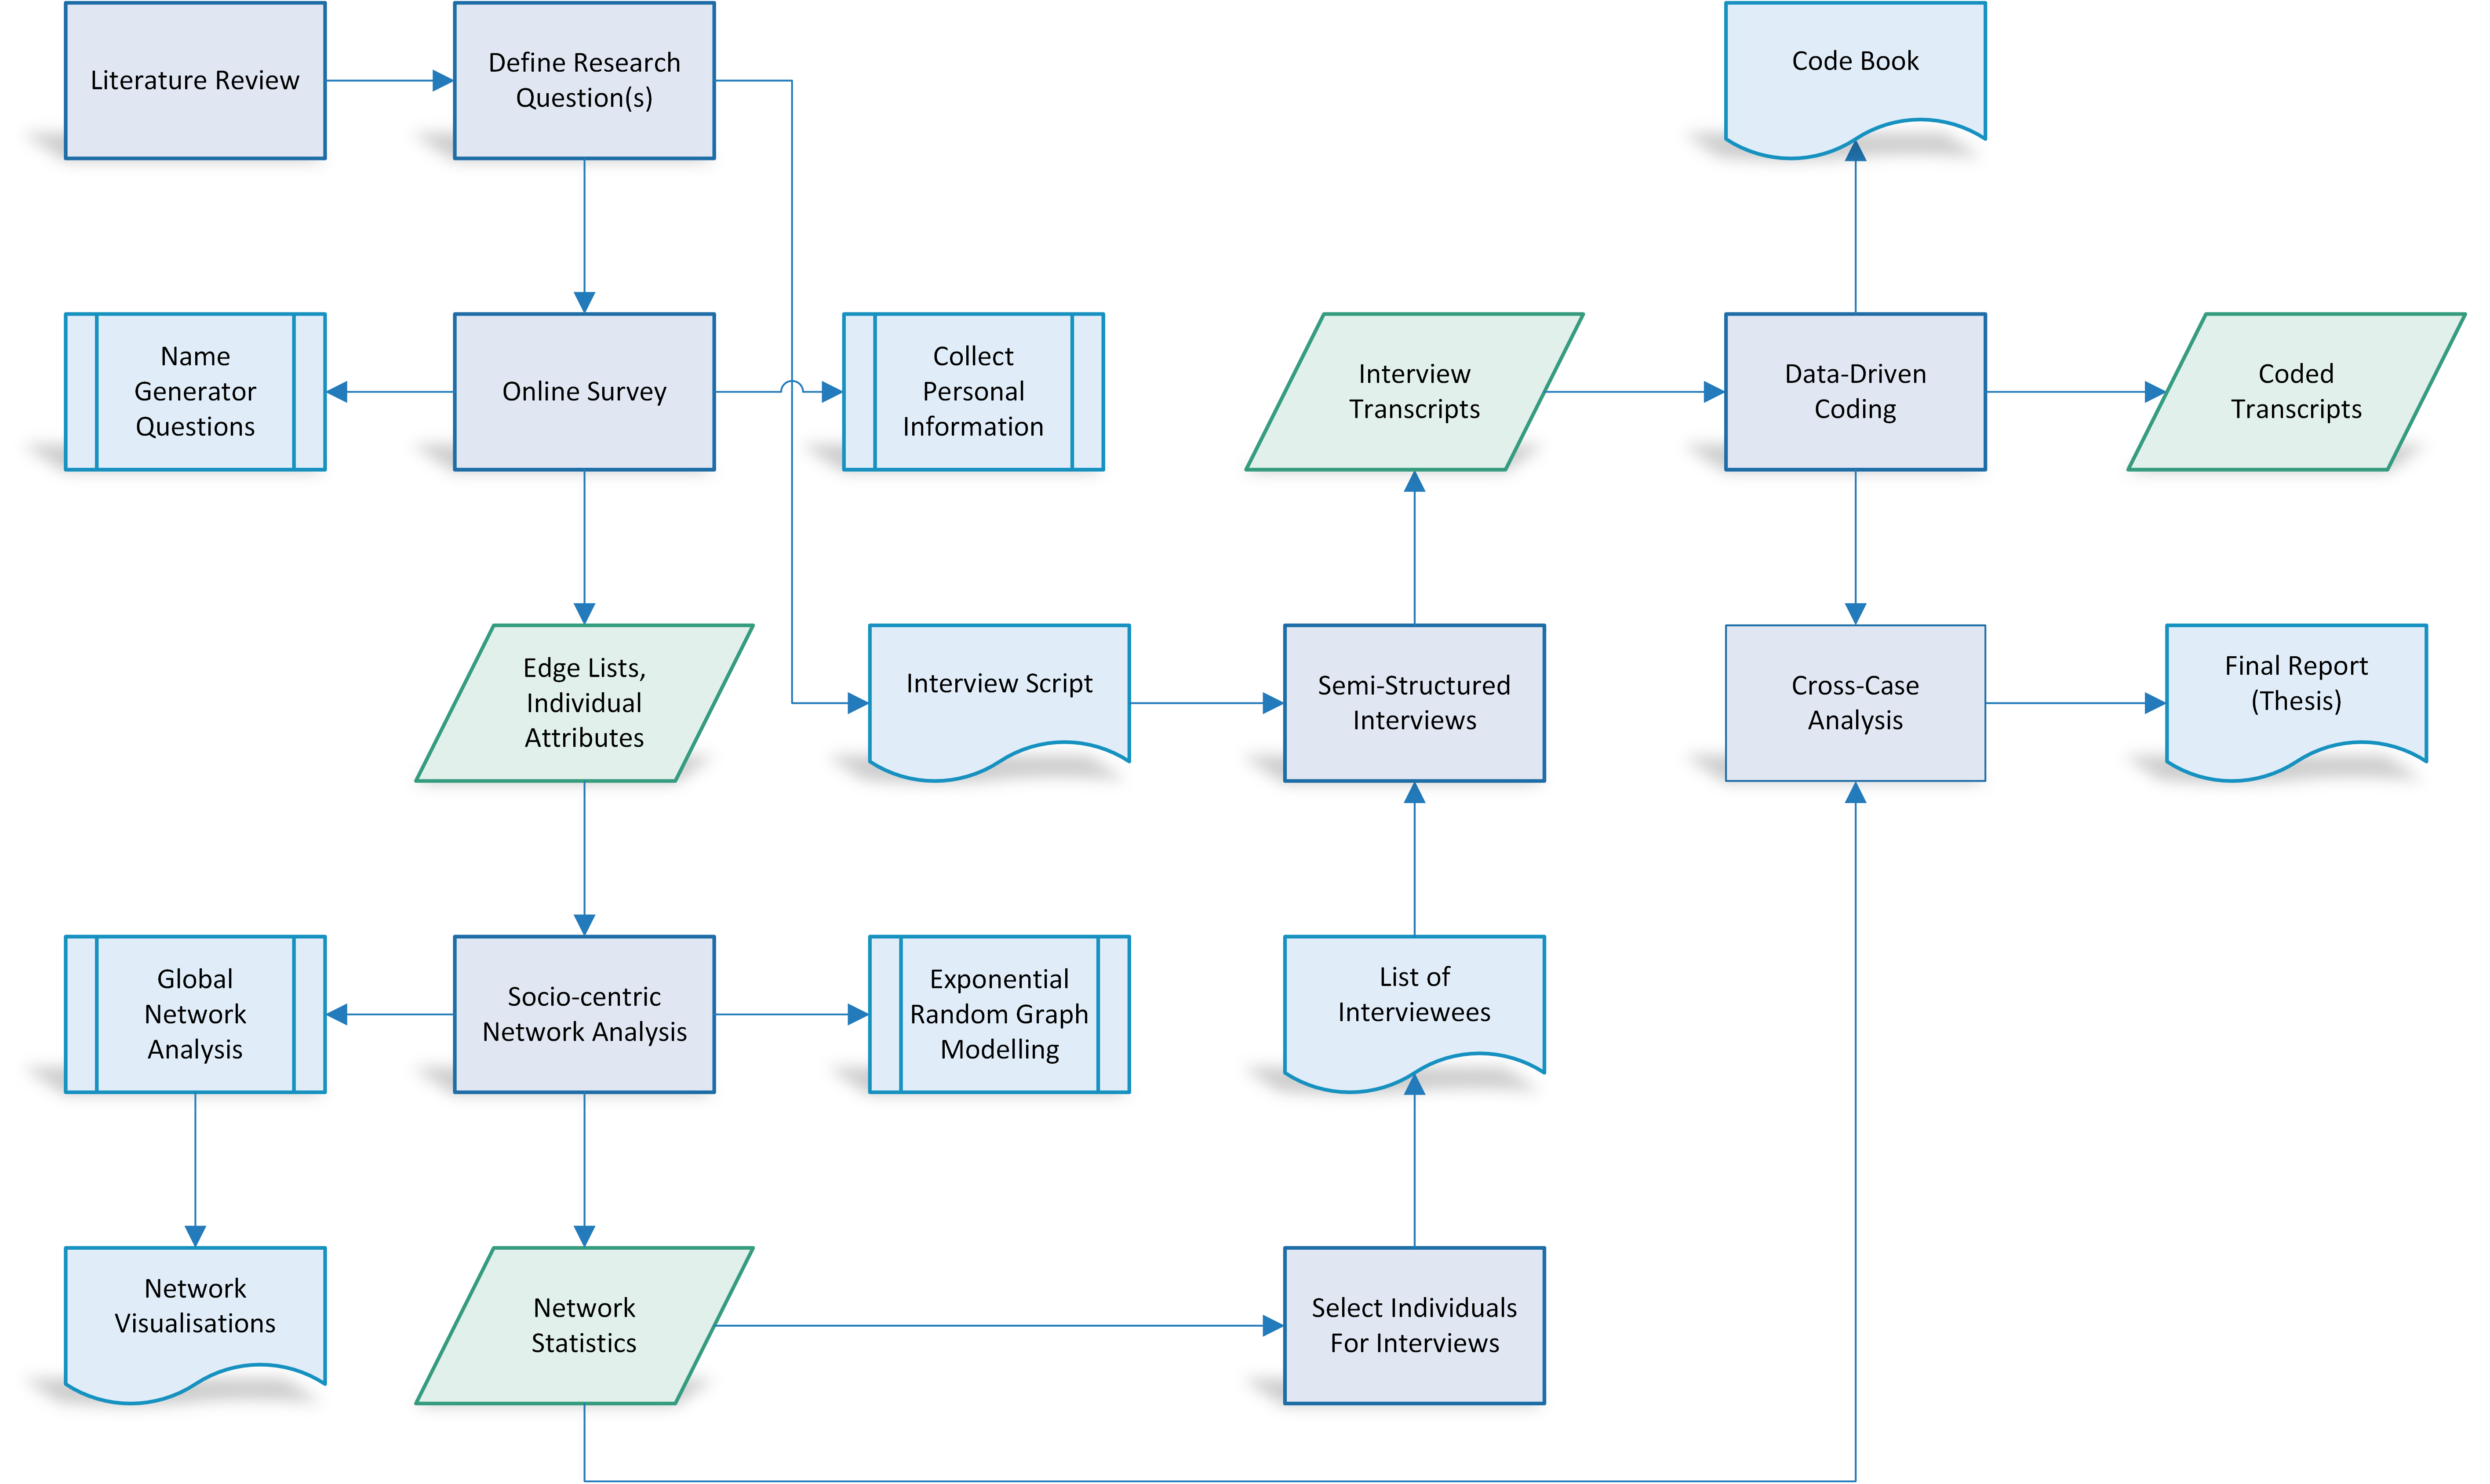 Literature Review
Define Research
Question(s)
Code Book
Name
Generator
Questions
Online Survey
Collect
Personal
Information
Interview
Transcripts
Data-Driven
Coding
Coded
Transcripts
Edge Lists,
Individual
Attributes
Interview Script
Semi-Structured
Interviews
Cross-Case
Analysis
Final Report
(Thesis)
Global
Network
Analysis
Socio-centric
Network Analysis
Exponential
Random Graph
Modelling
List of
Interviewees
Network
Visualisations
Network
Statistics
Select Individuals
For Interviews